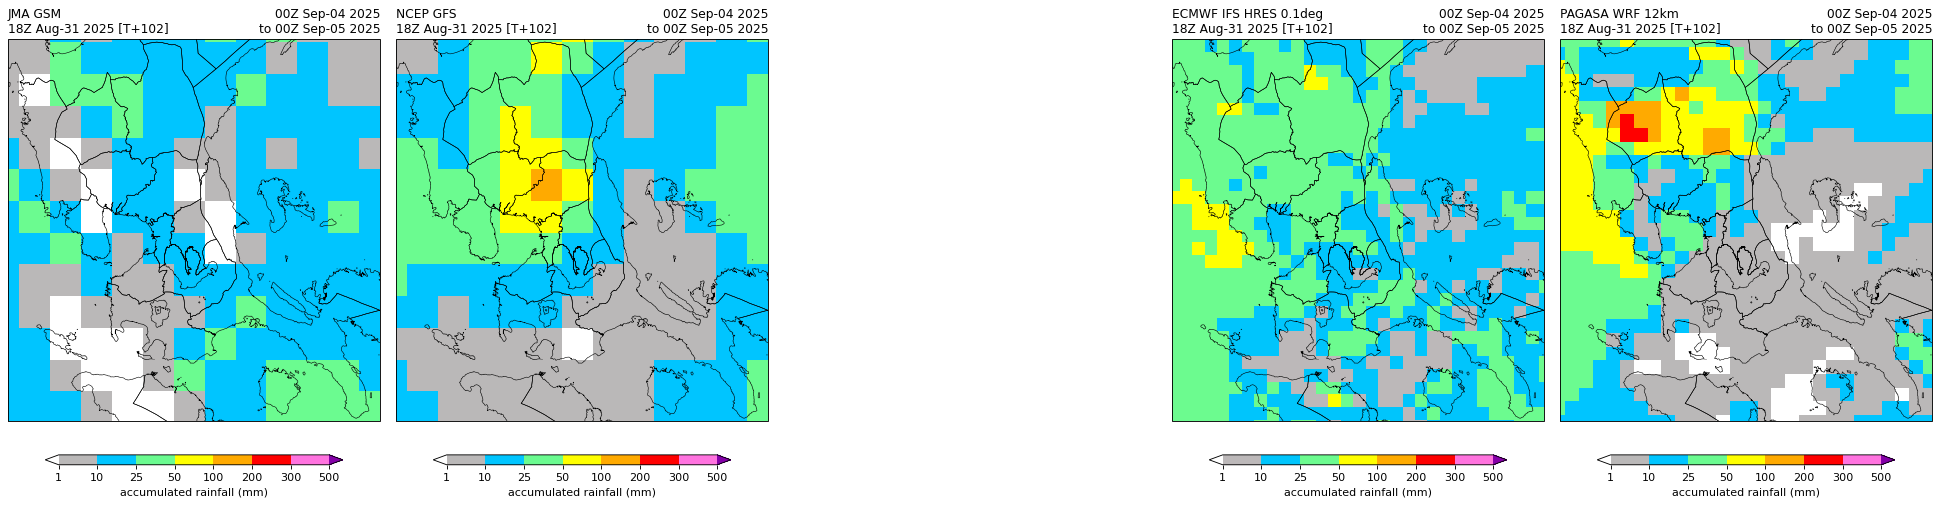 JMA GSM 00Z Sep-04 2025
18Z Aug-31 2025 [T+102] to 00Z Sep-05 2025
1 10 25 50 100 200 300 500
accumulated rainfall (mm)
NCEP GFS 00Z Sep-04 2025
18Z Aug-31 2025 [T+102] to 00Z Sep-05 2025
1 10 25 50 100 200 300 500
accumulated rainfall (mm)
ECMWF IFS HRES 0.1deg 00Z Sep-04 2025
18Z Aug-31 2025 [T+102] to 00Z Sep-05 2025
1 10 25 50 100 200 300 500
accumulated rainfall (mm)
PAGASA WRF 12km 00Z Sep-04 2025
18Z Aug-31 2025 [T+102] to 00Z Sep-05 2025
1 10 25 50 100 200 300 500
accumulated rainfall (mm)